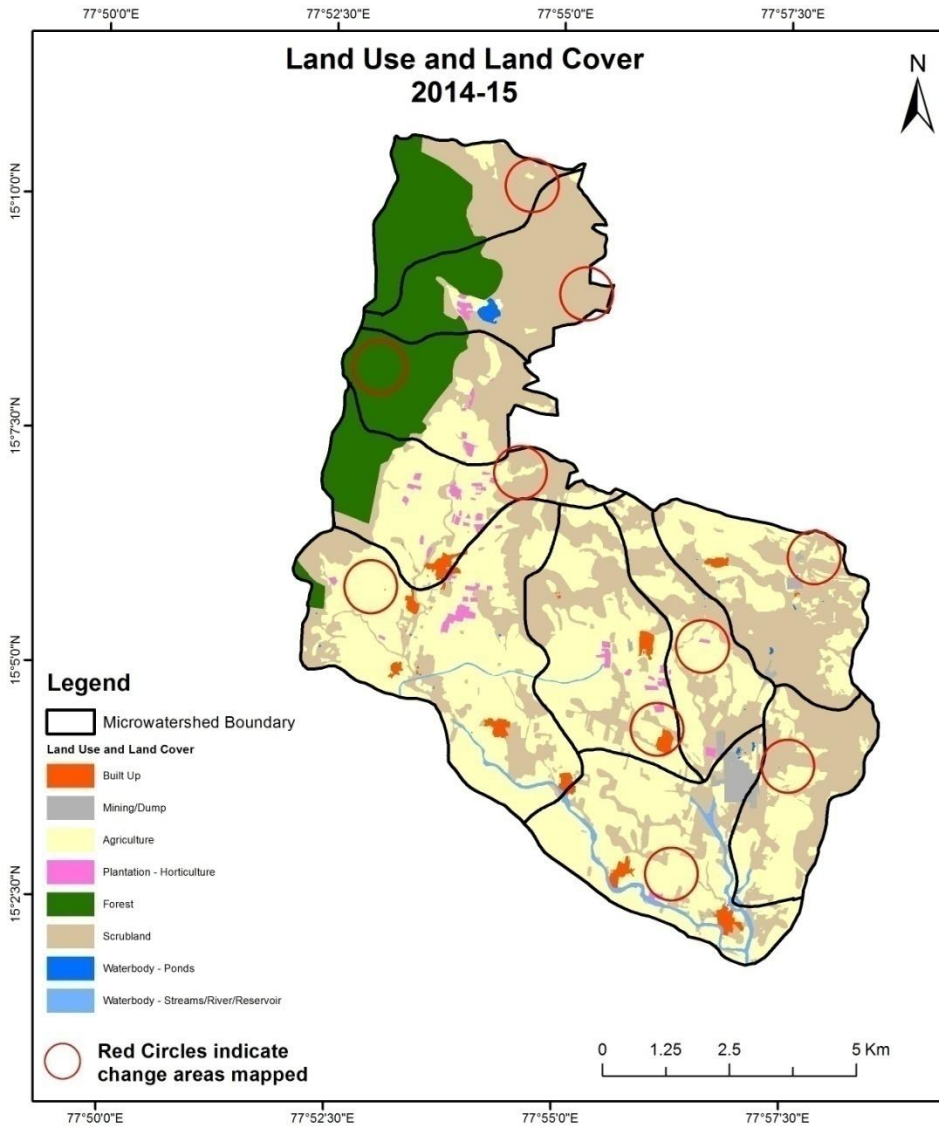 77°50'0"E 77°52'30"E 77°55'0"E 77°57'30"E
Land Use and Land Cover
2014-15
N
15°10'0"N
15°7'30"N
15°5'0"N
15°2'30"N
Legend
Microwatershed Boundary
Land Use and Land Cover
Built Up
Mining/Dump
Agriculture
Plantation - Horticulture
Forest
Scrubland
Waterbody - Ponds
Waterbody - Streams/River/Reservoir
Red Circles indicate
change areas mapped
0 1.25 2.5 5 Km
77°50'0"E 77°52'30"E 77°55'0"E 77°57'30"E